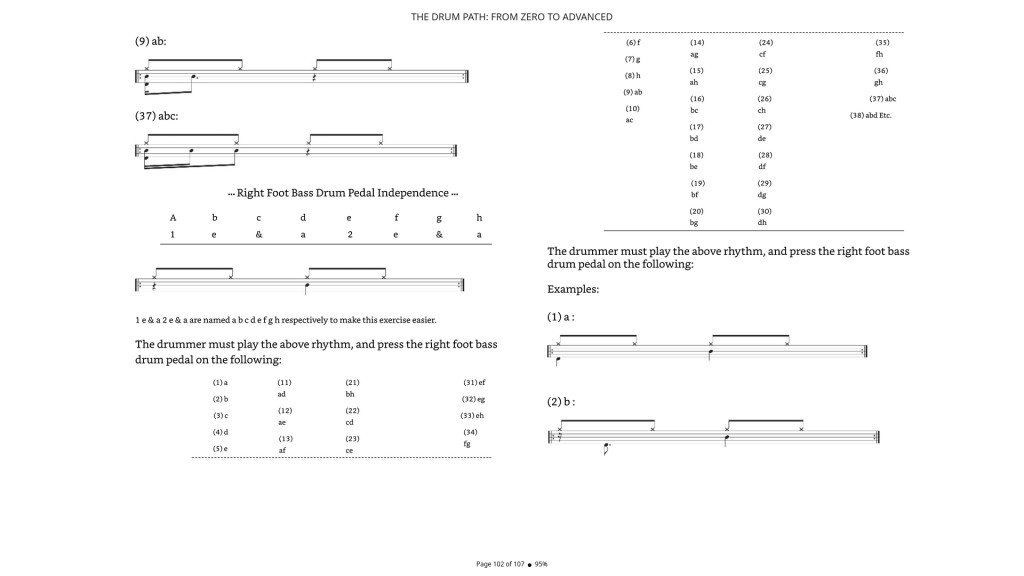 THE DRUM PATH: FROM ZERO TO ADVANCED
(9) ab:
(37) abc:
... Right Foot Bass Drum Pedal Independence ...
A b c d e f g h
1 e & a 2 e & a
1 e & a 2 e & a are named a b c d e f g h respectively to make this exercise easier.
The drummer must play the above rhythm, and press the right foot bass
drum pedal on the following:
(1) a
(2) b
(3) c
(4) d
(5) e
(11)
ad
(12)
ae
(13)
af
(21)
bh
(22)
cd
(23)
ce
(31) ef
(32) eg
(33) eh
(34)
fg
(6) f
(7) g
(8) h
(9) ab
(10)
ac
(14)
ag
(15)
ah
(16)
bc
(17)
bd
(18)
be
(19)
bf
(20)
bg
(24)
cf
(25)
cg
(26)
ch
(27)
de
(28)
df
(29)
dg
(30)
dh
(35)
fh
(36)
gh
(37) abc
(38) abd Etc.
The drummer must play the above rhythm, and press the right foot bass
drum pedal on the following:
Examples:
(1) a :
(2) b :
Page 102 of 107 ● 95%